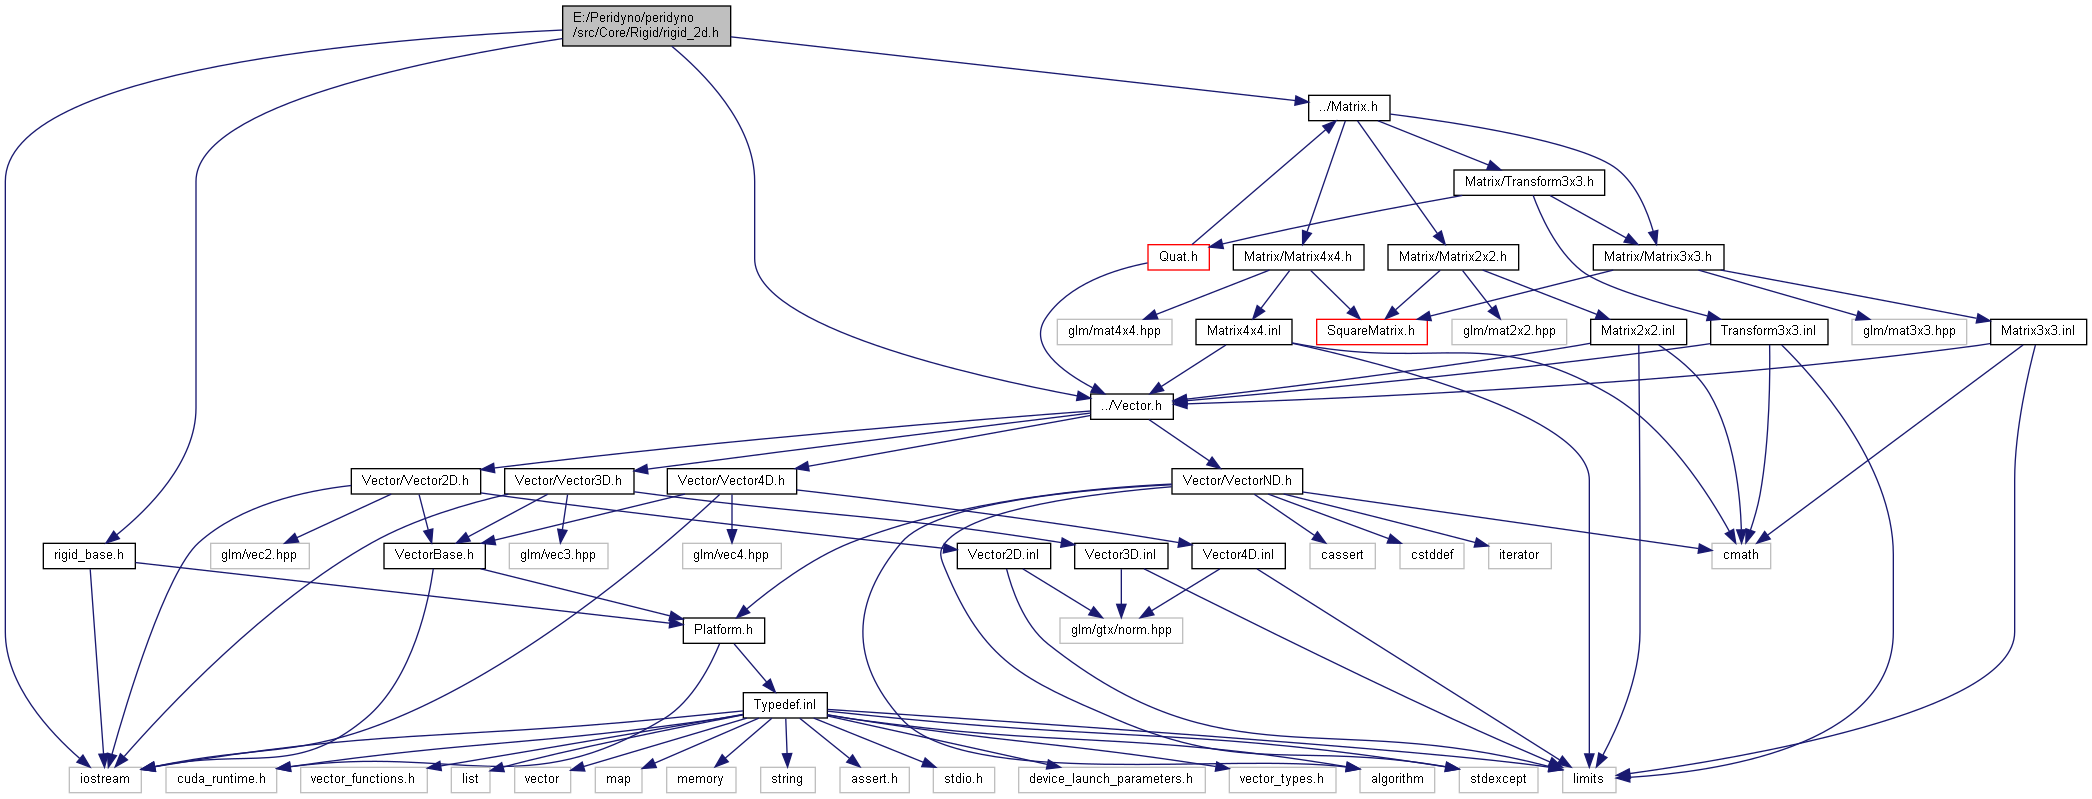 E:/Peridyno/peridyno
/src/Core/Rigid/rigid_2d.h
../Matrix.h
Matrix/Transform3x3.h
Quat.h
Matrix/Matrix4x4.h
Matrix/Matrix2x2.h
Matrix/Matrix3x3.h
glm/mat4x4.hpp
Matrix4x4.inl
SquareMatrix.h
glm/mat2x2.hpp
Matrix2x2.inl
Transform3x3.inl
glm/mat3x3.hpp
Matrix3x3.inl
../Vector.h
Vector/Vector2D.h
Vector/Vector3D.h
Vector/Vector4D.h
Vector/VectorND.h
rigid_base.h
glm/vec2.hpp
VectorBase.h
glm/vec3.hpp
glm/vec4.hpp
Vector2D.inl
Vector3D.inl
Vector4D.inl
cassert
cstddef
iterator
cmath
Platform.h
glm/gtx/norm.hpp
Typedef.inl
iostream
cuda_runtime.h
vector_functions.h
list
vector
map
memory
string
assert.h
stdio.h
device_launch_parameters.h
vector_types.h
algorithm
stdexcept
limits